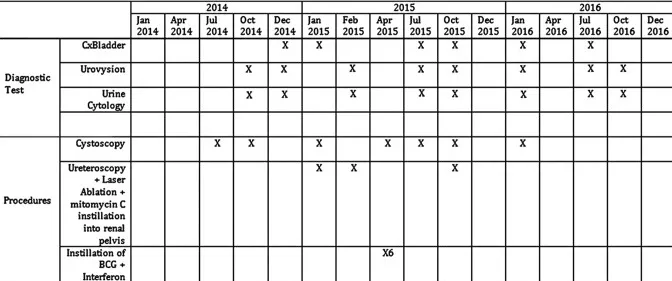 2014 2015 2016
Jan 2014 Apr 2014 Jul 2014 Oct 2014 Dec 2014 Jan 2015 Feb 2015 Apr 2015 Jul 2015 Oct 2015 Dec 2015 Jan 2016 Apr 2016 Jul 2016 Oct 2016 Dec 2016
Diagnostic Test
CxBladder X X X X X X
Urovysion X X X X X X X X
Urine Cytology X X X X X X X X
Procedures
Cystoscopy X X X X X X X
Ureteroscopy + Laser Ablation + mitomycin C instillation into renal pelvis X X X
Instillation of BCG + Interferon X6